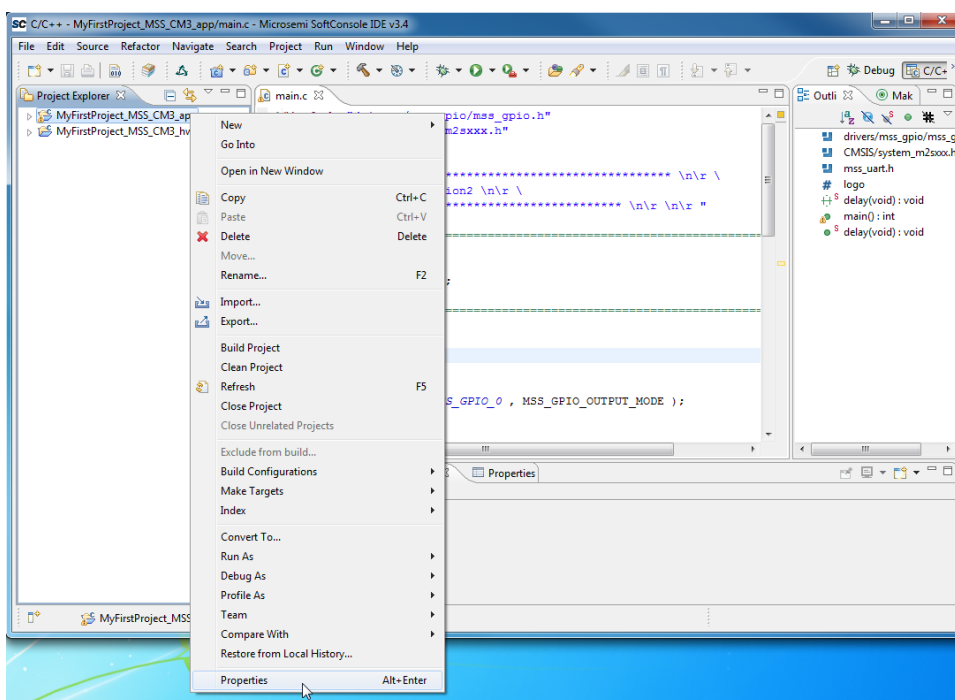 SC C/C++ - MyFirstProject_MSS_CM3_app/main.c - Microsemi SoftConsole IDE v3.4
File Edit Source Refactor Navigate Search Project Run Window Help
Debug C/C+
Project Explorer
main.c
Outli
Mak
MyFirstProject_MSS_CM3_ap
MyFirstProject_MSS_CM3_hv
pio/mss_gpio.h"
m2sxxx.h"
******************************* \n\r \
ion2 \n\r \
************************ \n\r \n\r "
;
S_GPIO_0 , MSS_GPIO_OUTPUT_MODE );
drivers/mss_gpio/mss_g
CMSIS/system_m2sxxx.h
mss_uart.h
logo
delay(void) : void
main() : int
delay(void) : void
New
Go Into
Open in New Window
Copy Ctrl+C
Paste Ctrl+V
Delete Delete
Move...
Rename... F2
Import...
Export...
Build Project
Clean Project
Refresh F5
Close Project
Close Unrelated Projects
Exclude from build...
Build Configurations
Make Targets
Index
Convert To...
Run As
Debug As
Profile As
Team
Compare With
Restore from Local History...
Properties Alt+Enter
Properties
MyFirstProject_MSS